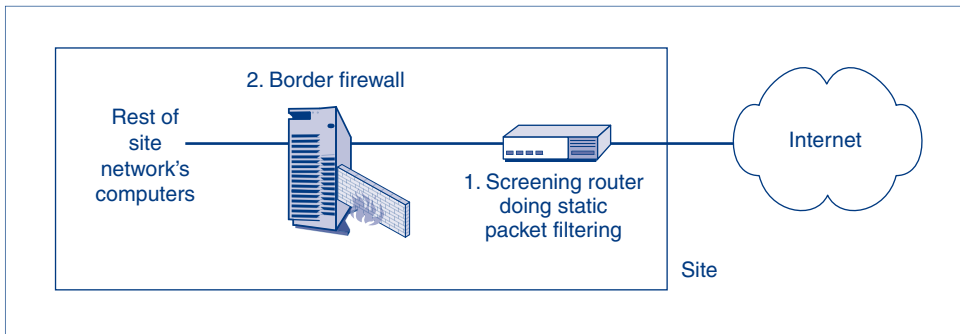 2. Border firewall
Rest of
site
network's
computers
Internet
1. Screening router
doing static
packet filtering
Site